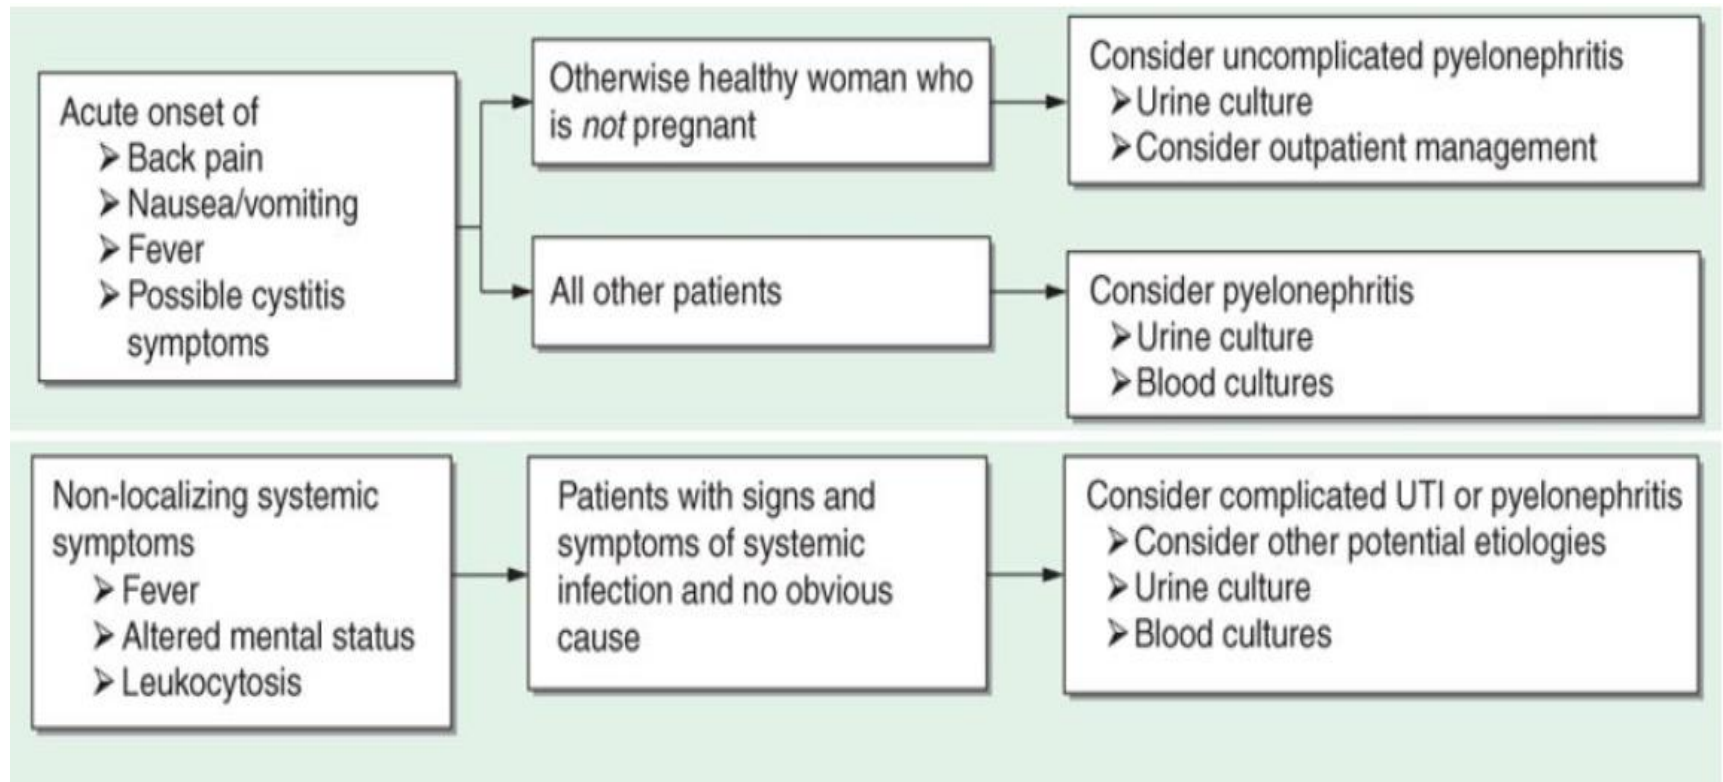 Acute onset of
➢ Back pain
➢ Nausea/vomiting
➢ Fever
➢ Possible cystitis
symptoms
Otherwise healthy woman who
is not pregnant
Consider uncomplicated pyelonephritis
➢ Urine culture
➢ Consider outpatient management
All other patients
Consider pyelonephritis
➢ Urine culture
➢ Blood cultures
Non-localizing systemic
symptoms
➢ Fever
➢ Altered mental status
➢ Leukocytosis
Patients with signs and
symptoms of systemic
infection and no obvious
cause
Consider complicated UTI or pyelonephritis
➢ Consider other potential etiologies
➢ Urine culture
➢ Blood cultures